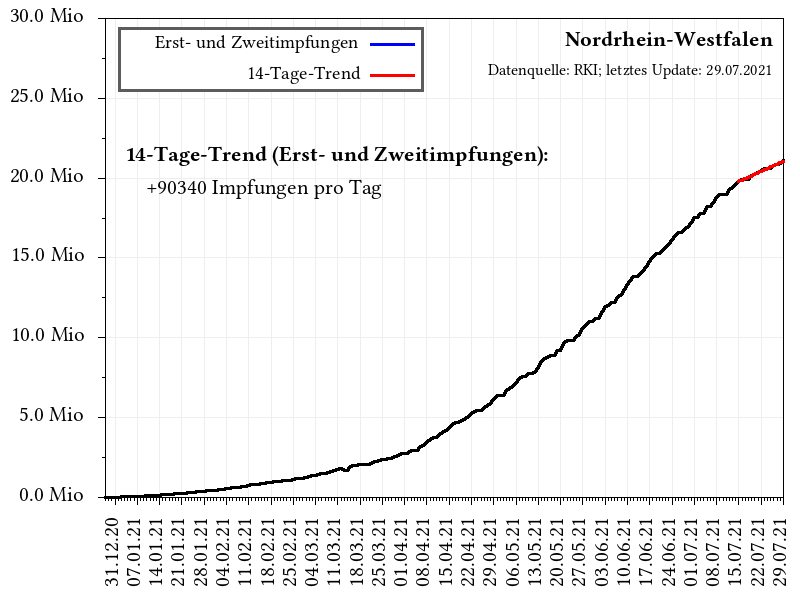 30.0 Mio
25.0 Mio
20.0 Mio
15.0 Mio
10.0 Mio
5.0 Mio
0.0 Mio
Erst- und Zweitimpfungen
14-Tage-Trend
Nordrhein-Westfalen
Datenquelle: RKI; letztes Update: 29.07.2021
14-Tage-Trend (Erst- und Zweitimpfungen):
+90340 Impfungen pro Tag
31.12.20
07.01.21
14.01.21
21.01.21
28.01.21
04.02.21
11.02.21
18.02.21
25.02.21
04.03.21
11.03.21
18.03.21
25.03.21
01.04.21
08.04.21
15.04.21
22.04.21
29.04.21
06.05.21
13.05.21
20.05.21
27.05.21
03.06.21
10.06.21
17.06.21
24.06.21
01.07.21
08.07.21
15.07.21
22.07.21
29.07.21